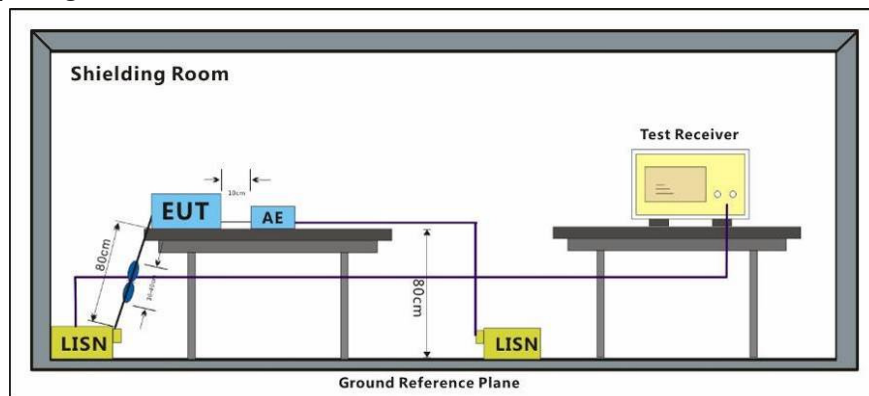 Shielding Room
Test Receiver
10cm
EUT
AE
80cm
80cm
LISN
LISN
Ground Reference Plane